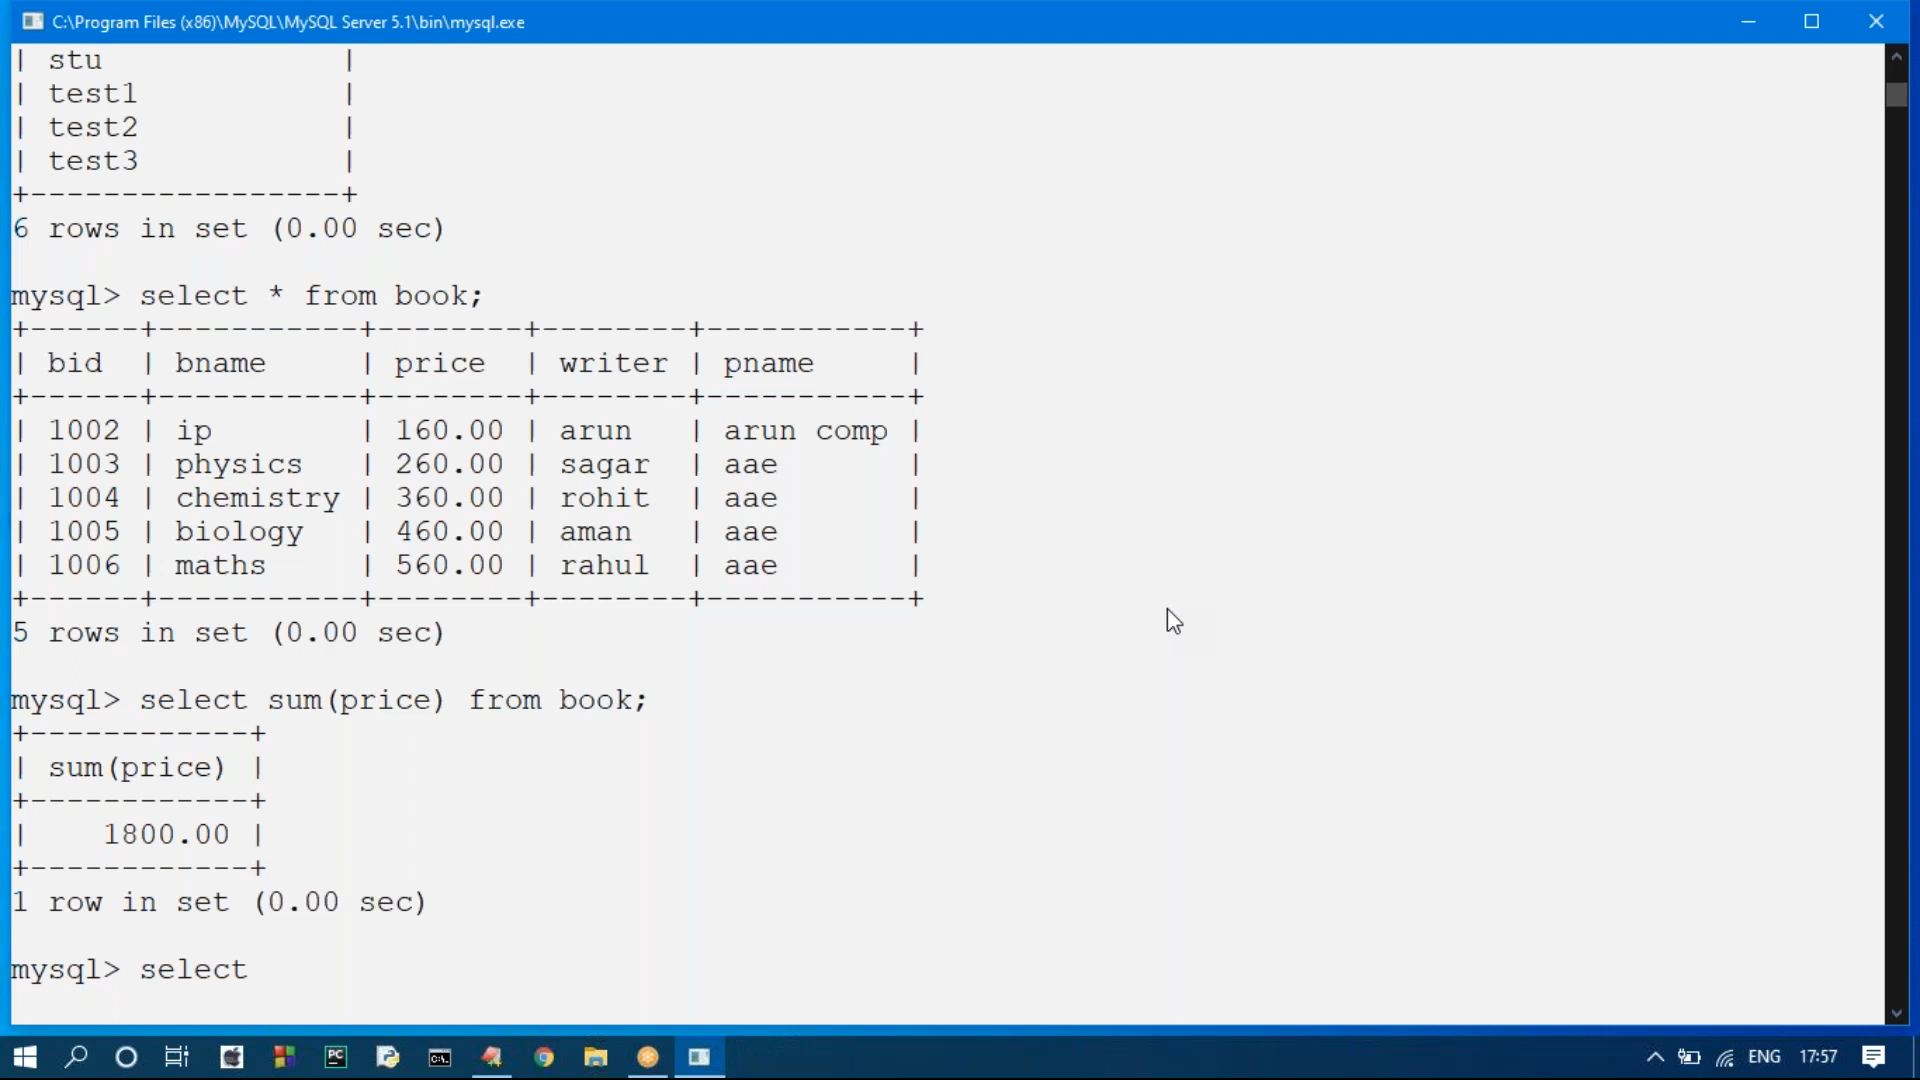 C:\Program Files (x86)\MySQL\MySQL Server 5.1\bin\mysql.exe
| stu             |
| test1           |
| test2           |
| test3           |
+-----------------+
6 rows in set (0.00 sec)
mysql> select * from book;
+------+-----------+--------+--------+-----------+
| bid  | bname     | price  | writer | pname     |
+------+-----------+--------+--------+-----------+
| 1002 | ip        | 160.00 | arun   | arun comp |
| 1003 | physics   | 260.00 | sagar  | aae       |
| 1004 | chemistry | 360.00 | rohit  | aae       |
| 1005 | biology   | 460.00 | aman   | aae       |
| 1006 | maths     | 560.00 | rahul  | aae       |
+------+-----------+--------+--------+-----------+
5 rows in set (0.00 sec)
mysql> select sum(price) from book;
+------------+
| sum(price) |
+------------+
|    1800.00 |
+------------+
1 row in set (0.00 sec)
mysql> select
PC
C:\.
ENG
17:57